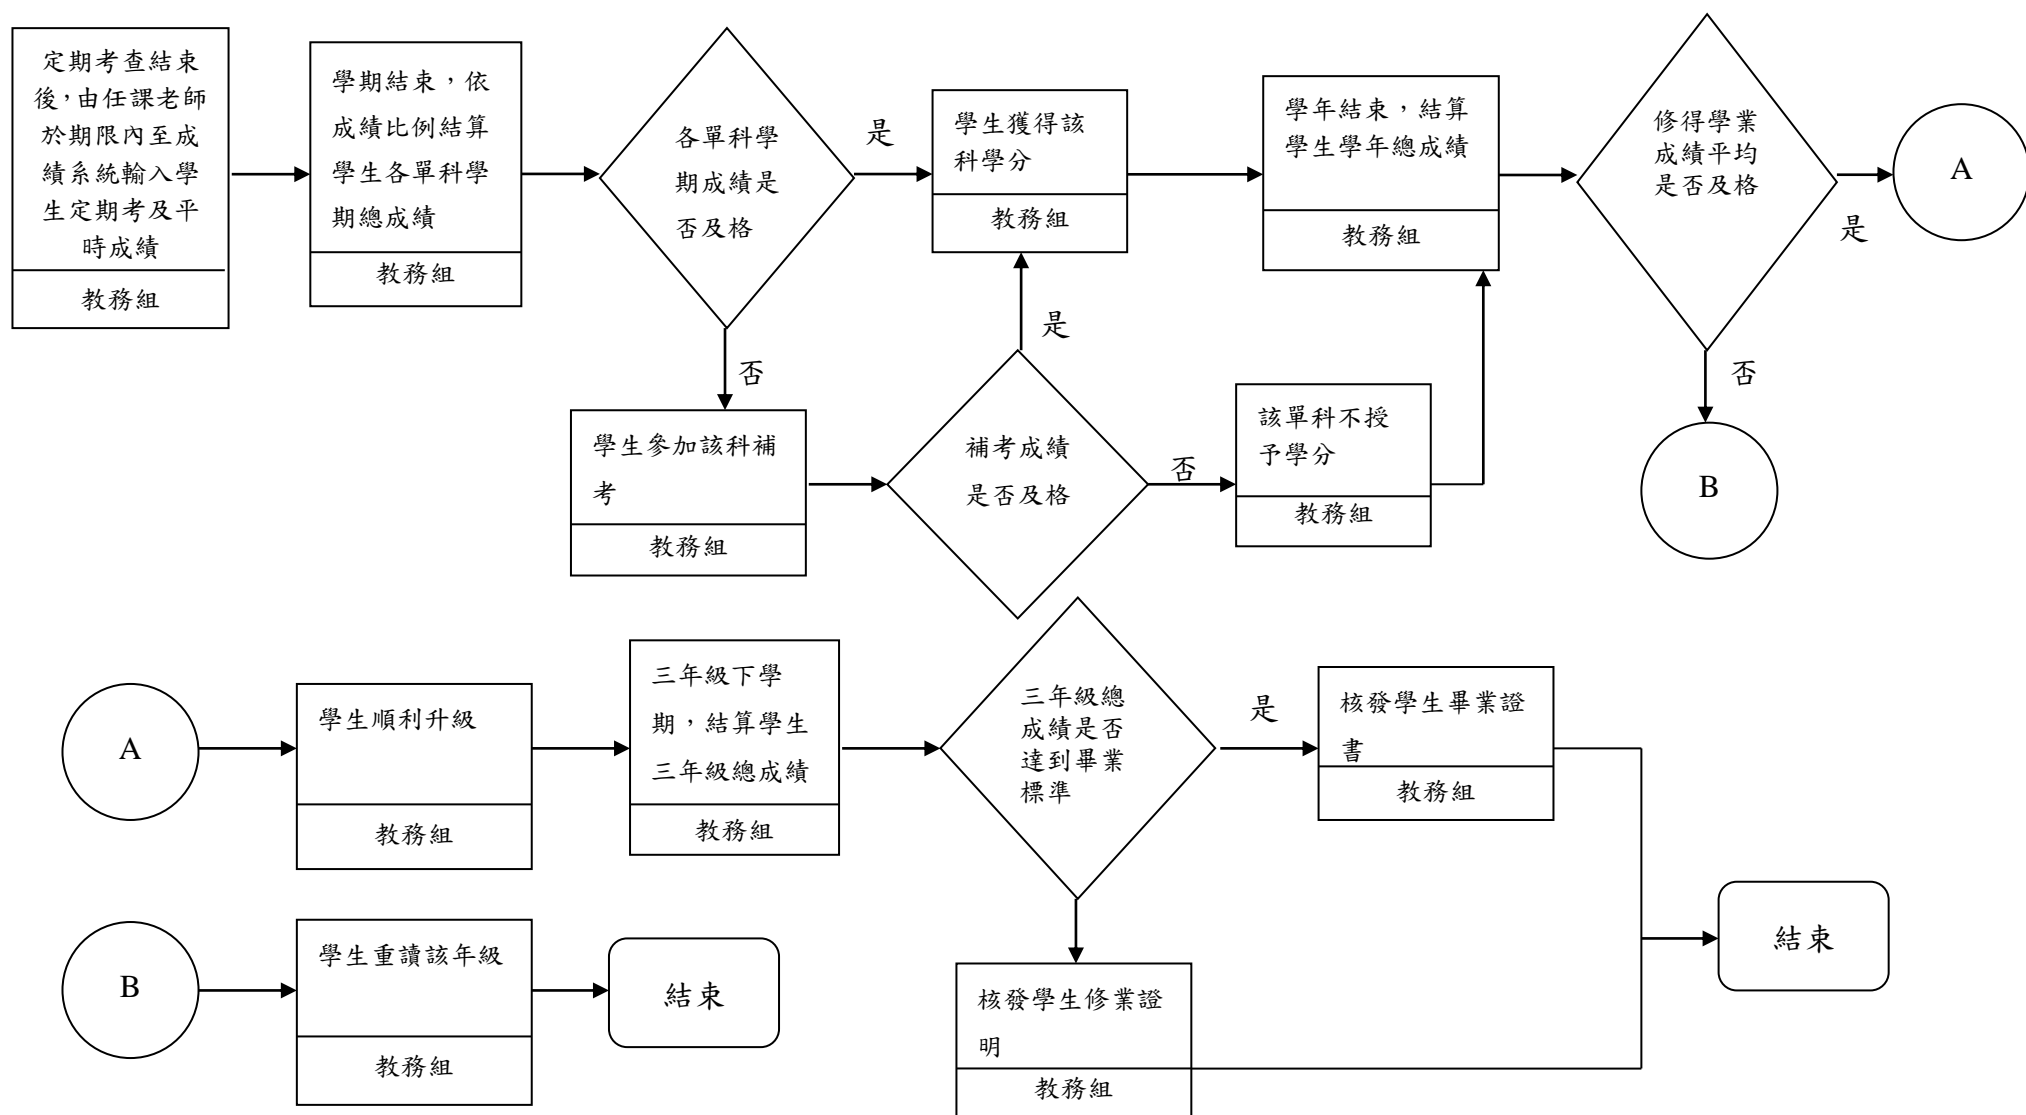 定期考查結束
後，由任課老師
於期限內至成
績系統輸入學
生定期考及平
時成績
教務組
學期結束，依
成績比例結算
學生各單科學
期總成績
教務組
各單科學
期成績是
否及格
是
否
學生獲得該
科學分
教務組
學年結束，結算
學生學年總成績
教務組
修得學業
成績平均
是否及格
是
A
否
B
學生參加該科補
考
教務組
補考成績
是否及格
是
否
該單科不授
予學分
教務組
A
學生順利升級
教務組
三年級下學
期，結算學生
三年級總成績
教務組
三年級總
成績是否
達到畢業
標準
是
核發學生畢業證
書
教務組
B
學生重讀該年級
教務組
結束
核發學生修業證
明
教務組
結束